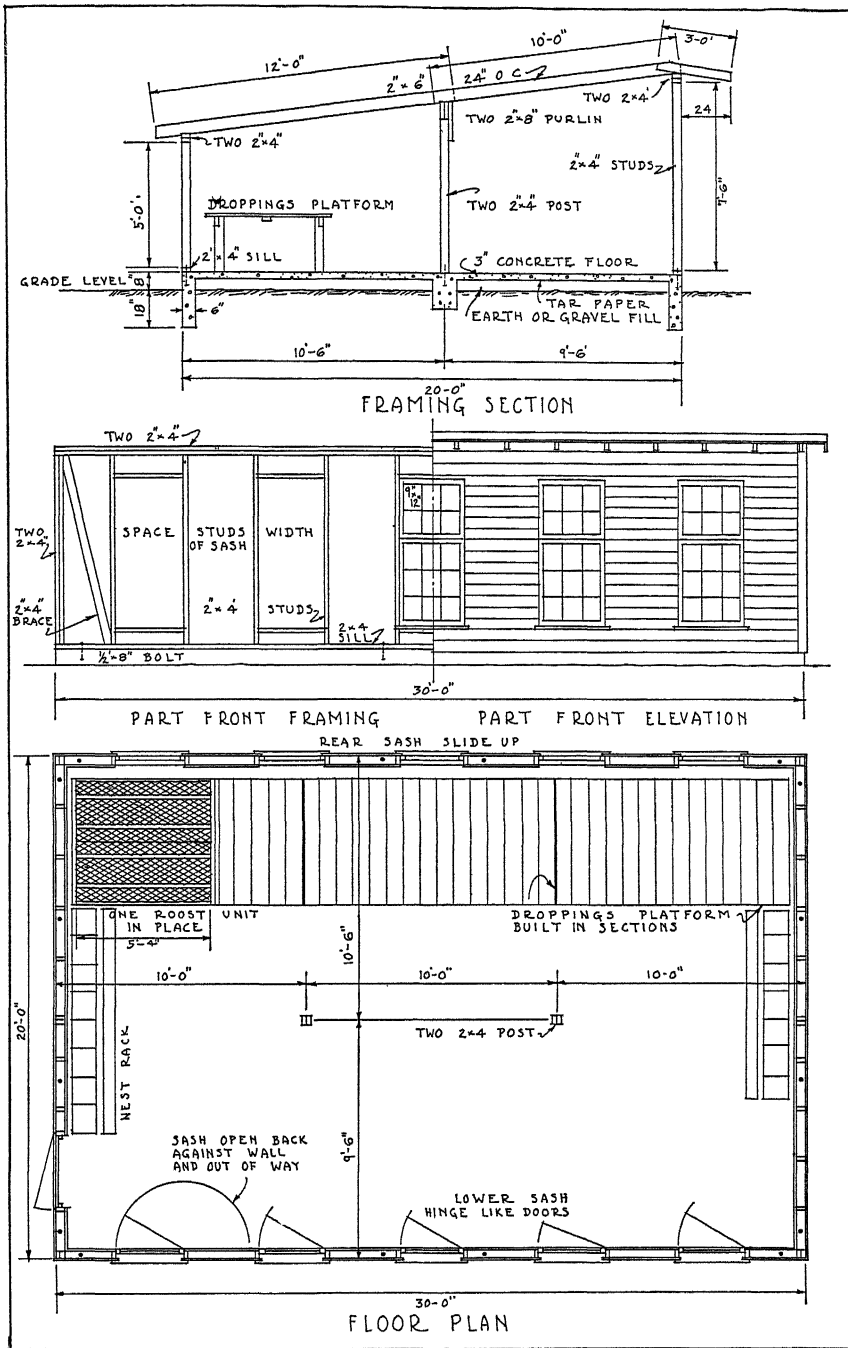 12'-0"
10'-0"
3-0'
2" x 6"
24" O C
TWO 2x4'
TWO 2"x4"
TWO 2"x8" PURLIN
24
2"x4" STUDS
5'-0"
7'-6"
DROPPINGS PLATFORM
TWO 2"x4" POST
2'x4" SILL
3" CONCRETE FLOOR
GRADE LEVEL
8"
18"
6"
TAR PAPER
EARTH OR GRAVEL FILL
10'-6"
9'-6'
20-0"
FRAMING SECTION
TWO 2"x4"
9" x 12"
TWO
2"x4"
SPACE
STUDS
OF SASH
WIDTH
2"x4'
STUDS
2"x4"
BRACE
2x4
SILL
1/2"x8" BOLT
30'-0"
PART FRONT FRAMING
PART FRONT ELEVATION
REAR SASH SLIDE UP
ONE ROOST UNIT
IN PLACE
5'-4"
DROPPINGS PLATFORM
BUILT IN SECTIONS
10'-6"
10'-0"
10'-0"
10-0"
20'-0"
TWO 2x4 POST
NEST RACK
9'-6"
SASH OPEN BACK
AGAINST WALL
AND OUT OF WAY
LOWER SASH
HINGE LIKE DOORS
30'-0"
FLOOR PLAN